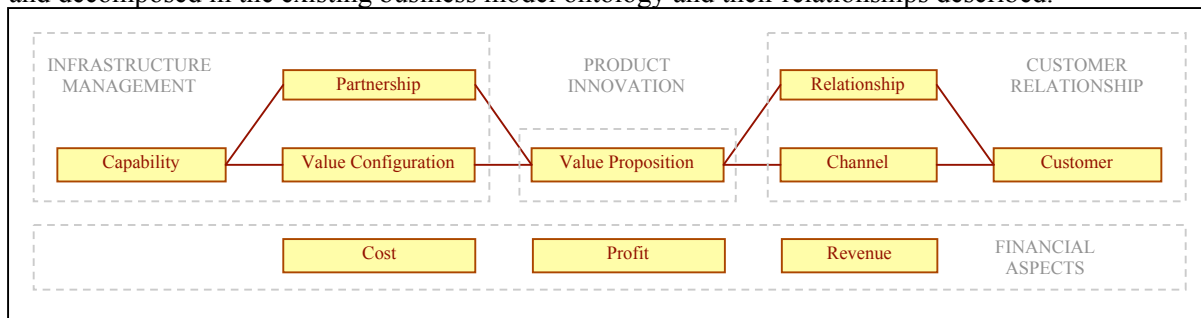 and decomposed in the existing business model ontology and their relationships described.
INFRASTRUCTURE
MANAGEMENT
Partnership
PRODUCT
INNOVATION
Relationship
CUSTOMER
RELATIONSHIP
Capability
Value Configuration
Value Proposition
Channel
Customer
Cost
Profit
Revenue
FINANCIAL
ASPECTS